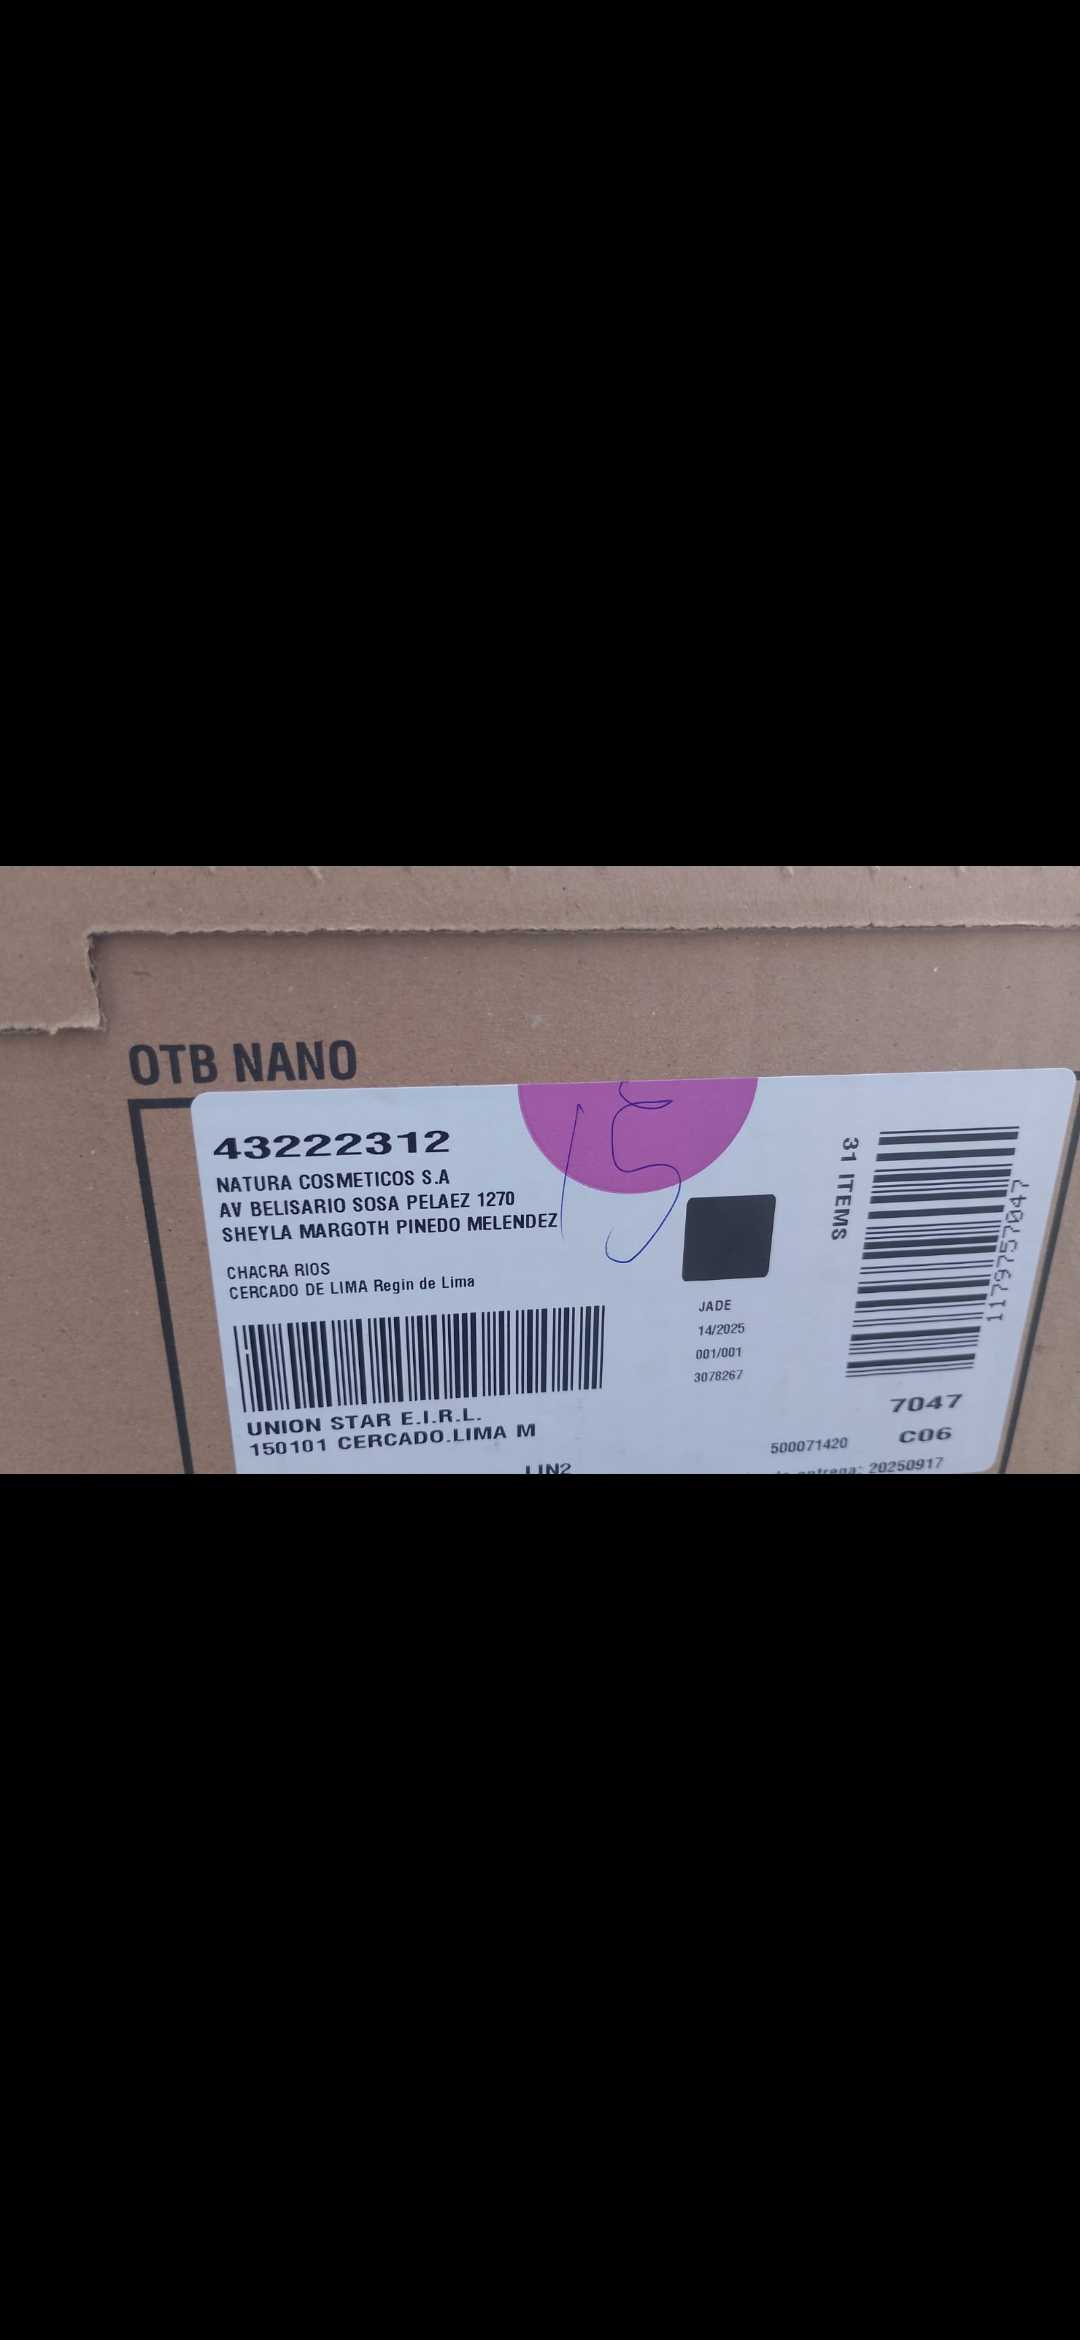 OTB NANO
43222312
NATURA COSMETICOS S.A
AV BELISARIO SOSA PELAEZ 1270
SHEYLA MARGOTH PINEDO MELENDEZ
CHACRA RIOS
CERCADO DE LIMA Regin de Lima
UNION STAR E.I.R.L.
150101 CERCADO.LIMA M
LIN2
15
JADE
14/2025
001/001
3078267
31 ITEMS
1179757047
7047
500071420 C06
entrega: 20250917